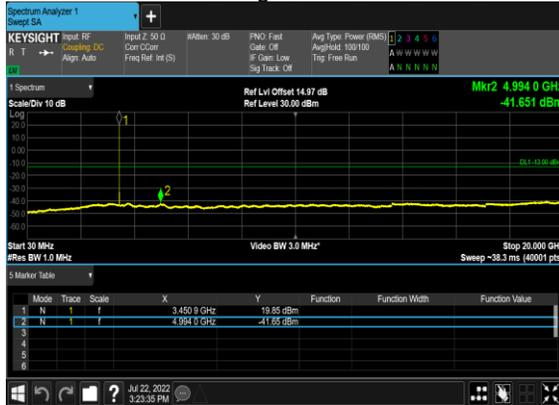 Spectrum Analyzer 1
Swept SA
+
KEYSIGHT Input: RF Input Z: 50 Ω #Atten: 30 dB PNO: Fast Avg Type: Power (RMS) 1 2 3 4 5 6
R T Coupling: DC Corr CCorr Gate: Off Avg|Hold: 100/100 A W W W W W
Align: Auto Freq Ref: Int (S) IF Gain: Low Trig: Free Run
Sig Track: Off A N N N N N
1 Spectrum Ref Lvl Offset 14.97 dB Mkr2 4.994 0 GHz
Scale/Div 10 dB Ref Level 30.00 dBm -41.651 dBm
Log
20.0
10.0
0.00
-10.0
-20.0
-30.0
-40.0
-50.0
-60.0
1
2
DL1 -13.00 dBm
Start 30 MHz Video BW 3.0 MHz* Stop 20.000 GHz
#Res BW 1.0 MHz Sweep ~38.3 ms (40001 pts)
5 Marker Table
Mode Trace Scale X Y Function Function Width Function Value
1 N 1 f 3.450 9 GHz 19.85 dBm
2 N 1 f 4.994 0 GHz -41.65 dBm
3
4
5
6
? Jul 22, 2022
3:23:35 PM